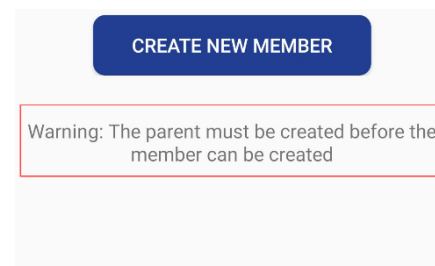 CREATE NEW MEMBER
Warning: The parent must be created before the
member can be created